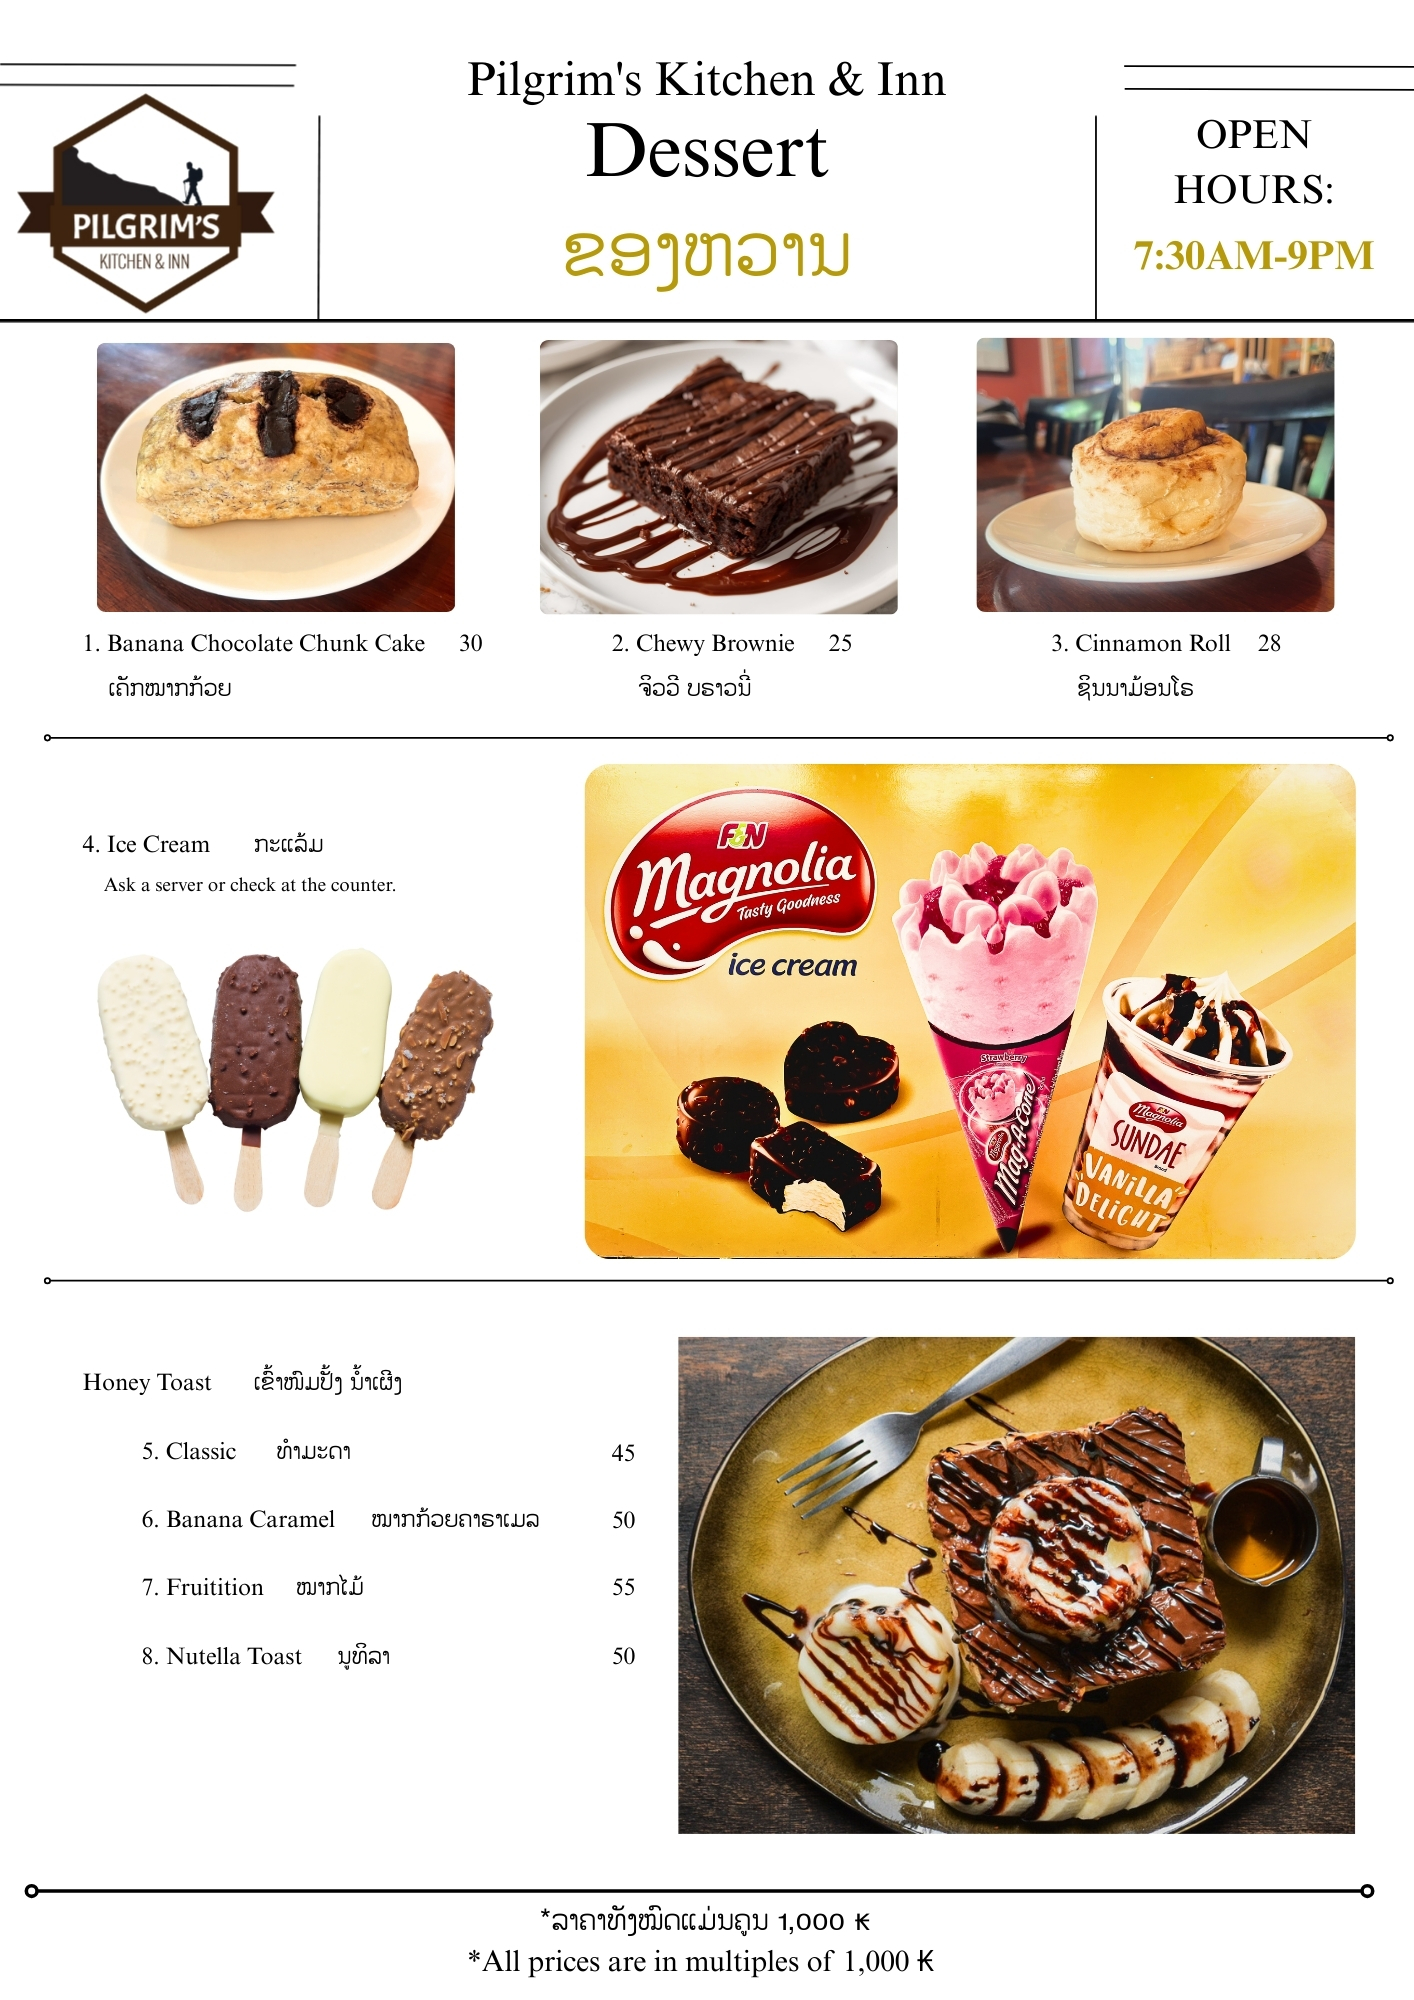 Pilgrim's Kitchen & Inn
Dessert
ຂອງຫວານ
PILGRIM'S
KITCHEN & INN
OPEN
HOURS:
7:30AM-9PM
1. Banana Chocolate Chunk Cake 30
ເຄັກໝາກກ້ວຍ
2. Chewy Brownie 25
ຈິວວີ ບຣາວນີ່
3. Cinnamon Roll 28
ຊິນນາມ້ອນໂຣ
4. Ice Cream ກະແລ້ມ
Ask a server or check at the counter.
F&N
Magnolia
Tasty Goodness
ice cream
Strawberry
Mag-A-Cone
F&N
Magnolia
SUNDAE
VANILLA
DELIGHT
Honey Toast ເຂົ້າໜົມປັ້ງ ນ້ຳເຜີງ
5. Classic ທຳມະດາ 45
6. Banana Caramel ໝາກກ້ວຍຄາຣາເມລ 50
7. Fruitition ໝາກໄມ້ 55
8. Nutella Toast ນູທິລາ 50
*ລາຄາທັງໝົດແມ່ນຄູນ 1,000 ₭
*All prices are in multiples of 1,000 ₭